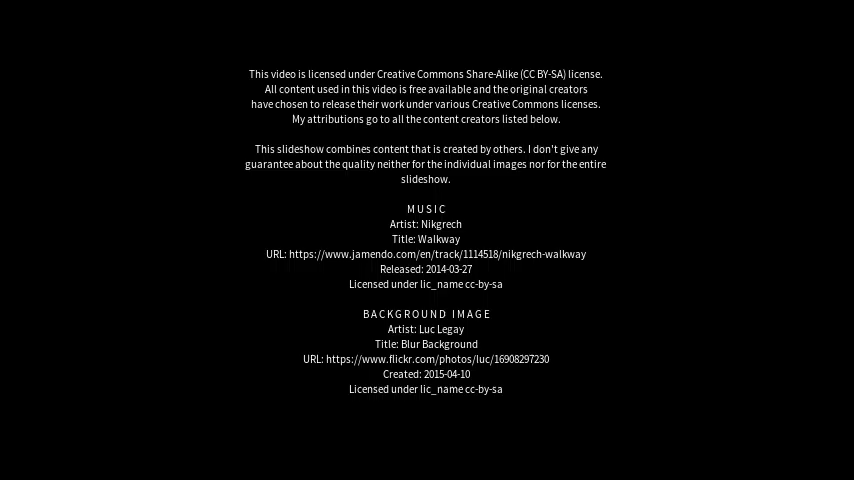 This video is licensed under Creative Commons Share-Alike (CC BY-SA) license.
All content used in this video is free available and the original creators
have chosen to release their work under various Creative Commons licenses.
My attributions go to all the content creators listed below.
This slideshow combines content that is created by others. I don't give any
guarantee about the quality neither for the individual images nor for the entire
slideshow.
MUSIC
Artist: Nikgrech
Title: Walkway
URL: https://www.jamendo.com/en/track/1114518/nikgrech-walkway
Released: 2014-03-27
Licensed under lic_name cc-by-sa
BACKGROUND IMAGE
Artist: Luc Legay
Title: Blur Background
URL: https://www.flickr.com/photos/luc/16908297230
Created: 2015-04-10
Licensed under lic_name cc-by-sa